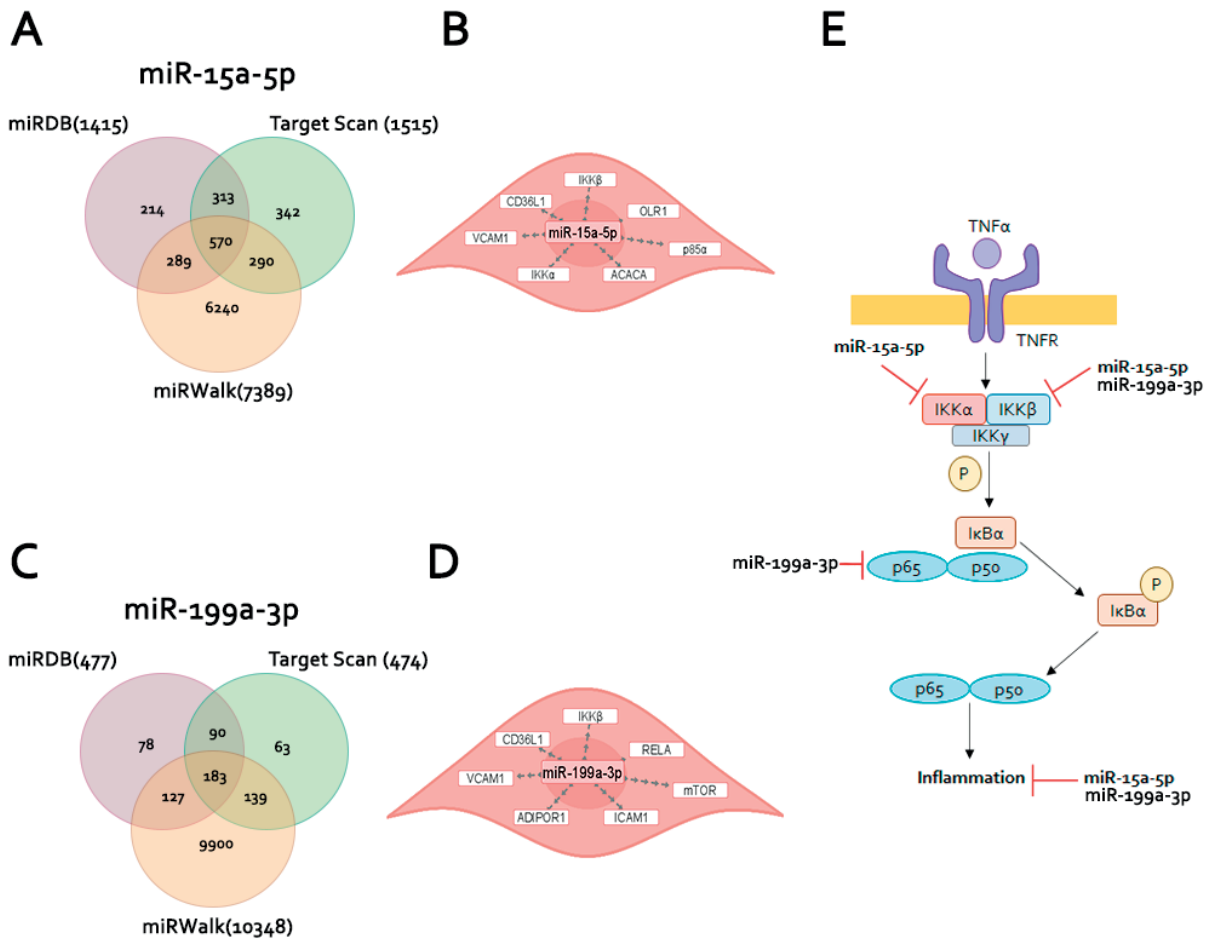 A
miR-15a-5p
miRDB(1415)
Target Scan (1515)
214
313
342
570
289
290
6240
miRWalk(7389)
B
IKKβ
CD36L1
OLR1
VCAM1
miR-15a-5p
p85α
IKKα
ACACA
C
miR-199a-3p
miRDB(477)
Target Scan (474)
78
90
63
183
127
139
9900
miRWalk(10348)
D
IKKβ
CD36L1
RELA
VCAM1
miR-199a-3p
mTOR
ADIPOR1
ICAM1
E
TNFα
TNFR
miR-15a-5p
miR-15a-5p
miR-199a-3p
IKKα
IKKβ
IKKγ
P
IκBα
miR-199a-3p
p65
p50
P
IκBα
p65
p50
Inflammation
miR-15a-5p
miR-199a-3p